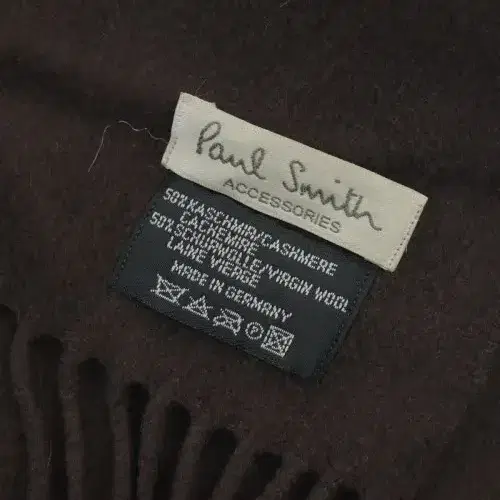 Paul Smith
ACCESSORIES
50% KASCHMIR/CASHMERE
CACHEMIRE
50% SCHURWOLLE/VIRGIN WOOL
LAINE VIERGE
MADE IN GERMANY
P